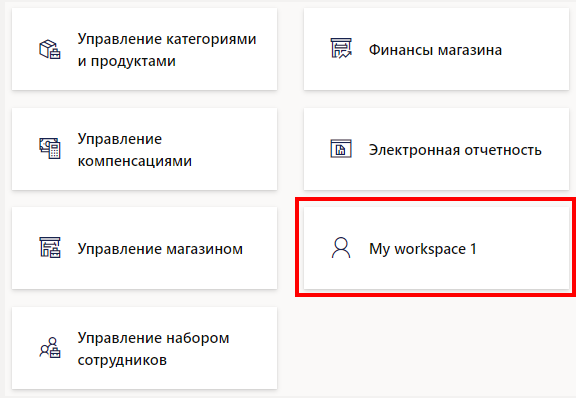 Управление категориями
и продуктами
Финансы магазина
Управление
компенсациями
Электронная отчетность
Управление магазином
My workspace 1
Управление набором
сотрудников